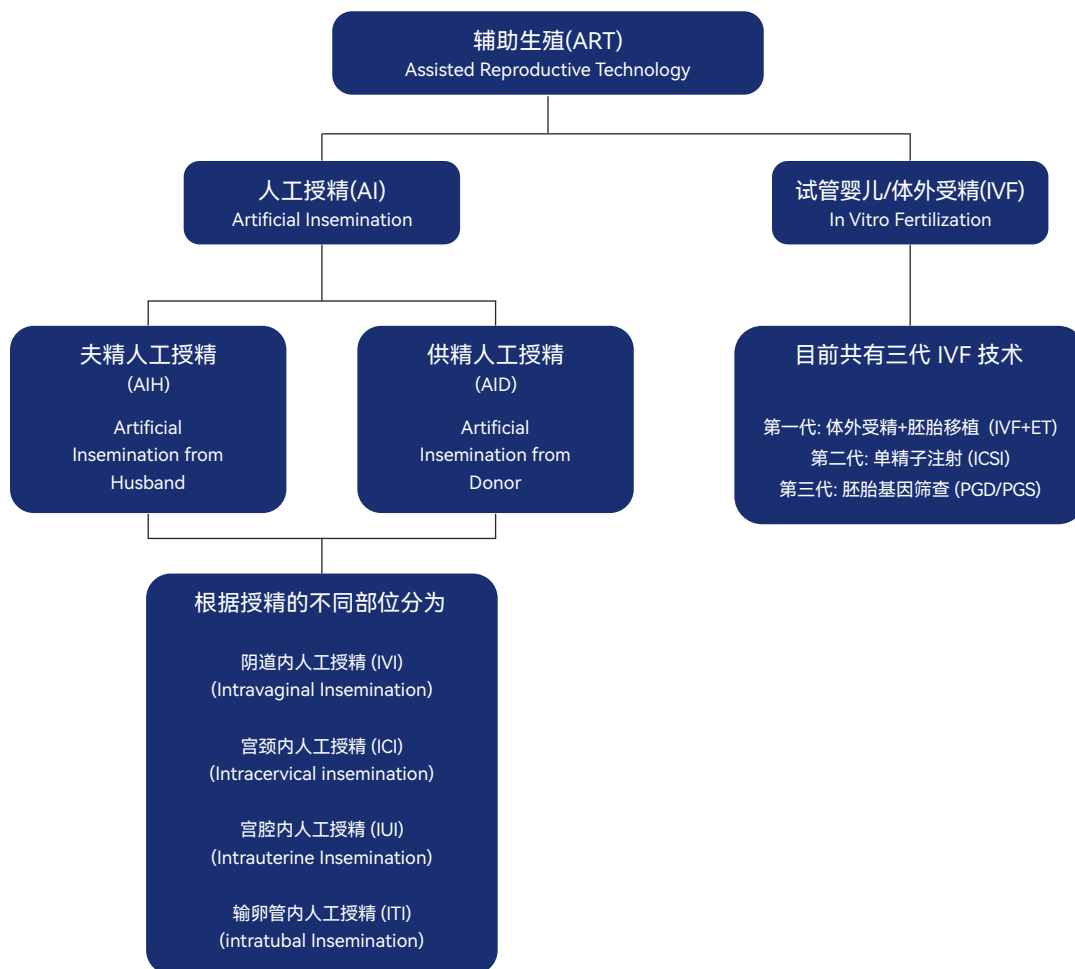 辅助生殖(ART)
Assisted Reproductive Technology
人工授精(AI)
Artificial Insemination
试管婴儿/体外受精(IVF)
In Vitro Fertilization
夫精人工授精
(AIH)
Artificial
Insemination from
Husband
供精人工授精
(AID)
Artificial
Insemination from
Donor
目前共有三代 IVF 技术
第一代: 体外受精+胚胎移植 (IVF+ET)
第二代: 单精子注射 (ICSI)
第三代: 胚胎基因筛查 (PGD/PGS)
根据授精的不同部位分为
阴道内人工授精 (IVI)
(Intravaginal Insemination)
宫颈内人工授精 (ICI)
(Intracervical insemination)
宫腔内人工授精 (IUI)
(Intrauterine Insemination)
输卵管内人工授精 (ITI)
(intratubal Insemination)